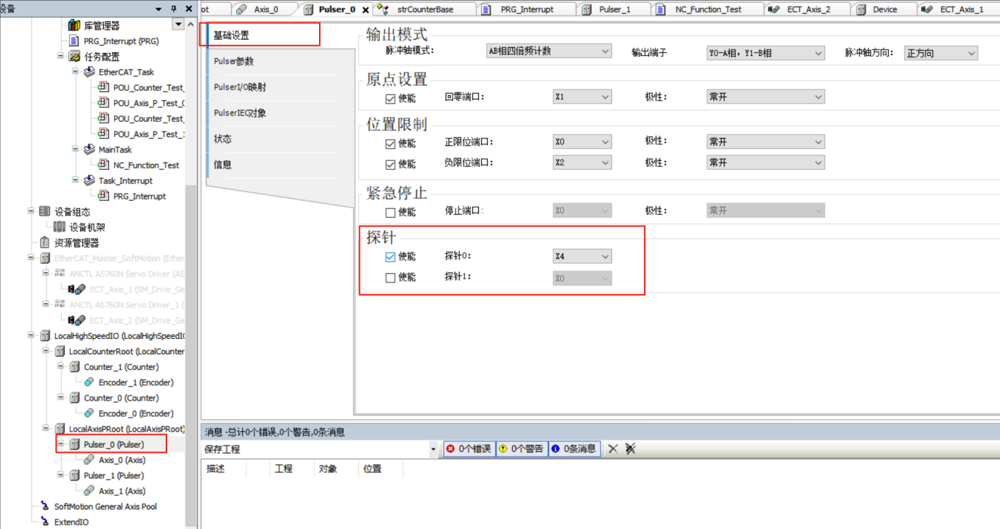 设备
ot
Axis_0
Pulser_0
strCounterBase
PRG_Interrupt
Pulser_1
NC_Function_Test
ECT_Axis_2
Device
ECT_Axis_1
库管理器
PRG_Interrupt (PRG)
任务配置
EtherCAT_Task
POU_Counter_Test_
POU_Axis_P_Test_0
POU_Counter_Test_
POU_Axis_P_Test_1
MainTask
NC_Function_Test
Task_Interrupt
PRG_Interrupt
设备组态
设备机架
资源管理器
EtherCAT_Master_SoftMotion (Ether
ANCTL AS760N Servo Driver (AS
ECT_Axis_1 (SM_Drive_Ge
ANCTL AS760N Servo Driver_1 (
ECT_Axis_2 (SM_Drive_Ge
LocalHighSpeedIO (LocalHighSpeedIO
LocalCounterRoot (LocalCounter
Counter_1 (Counter)
Encoder_1 (Encoder)
Counter_0 (Counter)
Encoder_0 (Encoder)
LocalAxisPRoot (LocalAxisPRoot)
Pulser_0 (Pulser)
Axis_0 (Axis)
Pulser_1 (Pulser)
Axis_1 (Axis)
SoftMotion General Axis Pool
ExtendIO
基础设置
Pulser参数
PulserI/O映射
PulserIEC对象
状态
信息
输出模式
脉冲轴模式: AB相四倍频计数 输出端子 Y0-A相, Y1-B相 脉冲轴方向: 正方向
原点设置
使能 回零端口: X1 极性: 常开
位置限制
使能 正限位端口: X0 极性: 常开
使能 负限位端口: X2 极性: 常开
紧急停止
使能 停止端口: X0 极性: 常开
探针
使能 探针0: X4
使能 探针1: X0
消息 -总计0个错误,0个警告,0条消息
保存工程 0个错误 0个警告 0条消息
描述 工程 对象 位置